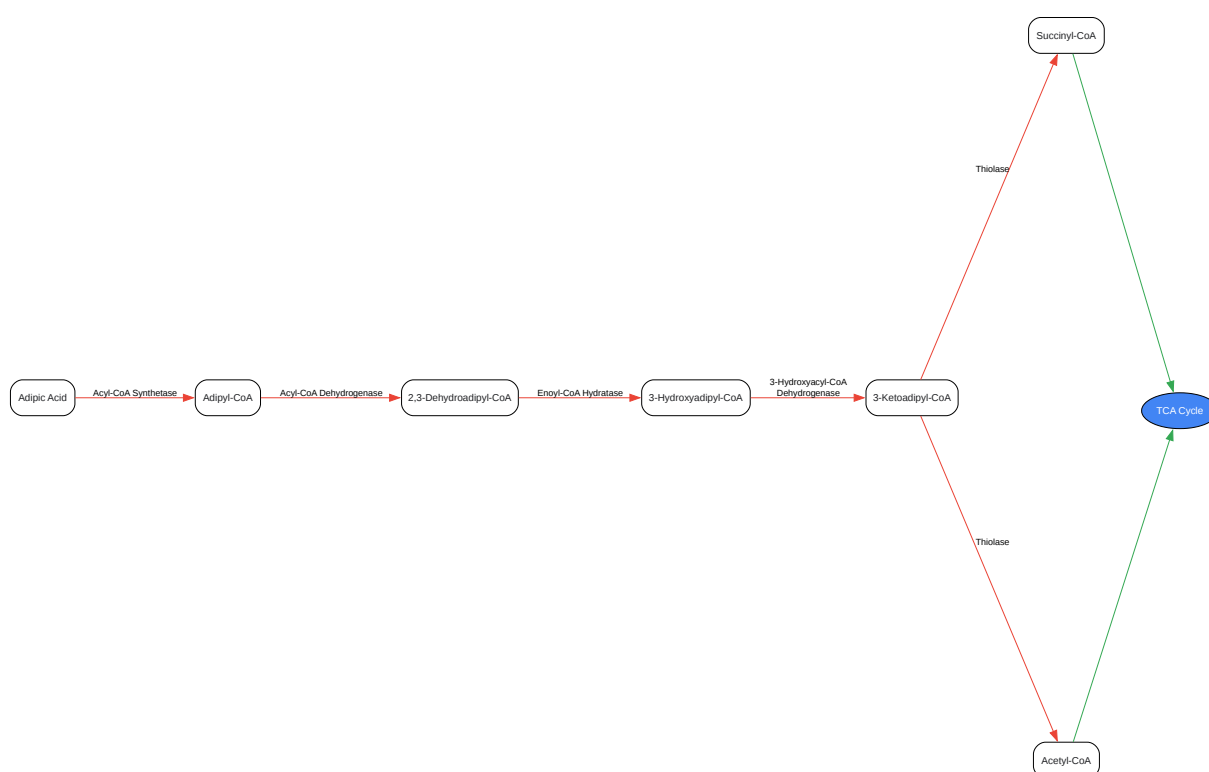 Succinyl-CoA
Thiolase
Adipic Acid
Acyl-CoA Synthetase
Adipyl-CoA
Acyl-CoA Dehydrogenase
2,3-Dehydroadipyl-CoA
Enoyl-CoA Hydratase
3-Hydroxyadipyl-CoA
3-Hydroxyacyl-CoA
Dehydrogenase
3-Ketoadipyl-CoA
TCA Cycle
Thiolase
Acetyl-CoA